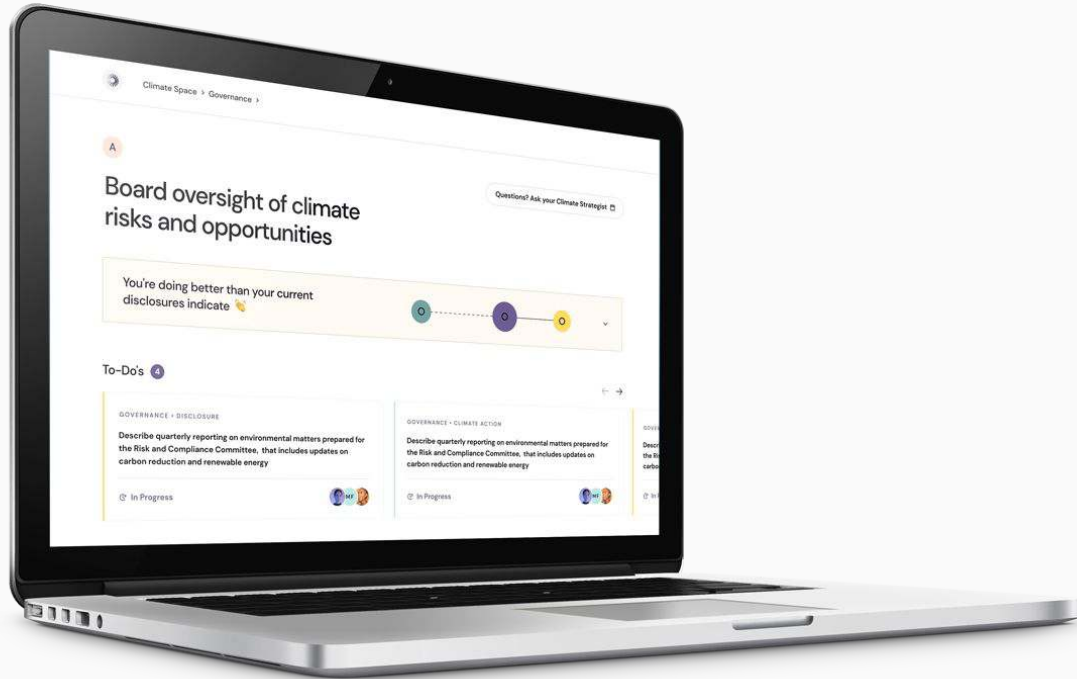 Climate Space > Governance >
A
Board oversight of climate
risks and opportunities
Questions? Ask your Climate Strategist
You're doing better than your current
disclosures indicate 👏
To-Do's 4
GOVERNANCE • DISCLOSURE
Describe quarterly reporting on environmental matters prepared for
the Risk and Compliance Committee, that includes updates on
carbon reduction and renewable energy
In Progress
MF
GOVERNANCE • CLIMATE ACTION
Describe quarterly reporting on environmental matters prepared for
the Risk and Compliance Committee, that includes updates on
carbon reduction and renewable energy
In Progress
MF